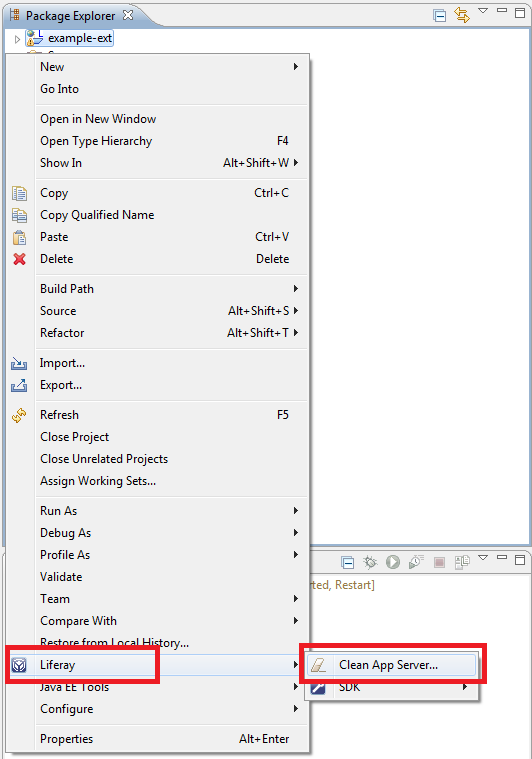 Package Explorer
example-ext
New
Go Into
Open in New Window
Open Type Hierarchy F4
Show In Alt+Shift+W
Copy Ctrl+C
Copy Qualified Name
Paste Ctrl+V
Delete Delete
Build Path
Source Alt+Shift+S
Refactor Alt+Shift+T
Import...
Export...
Refresh F5
Close Project
Close Unrelated Projects
Assign Working Sets...
Run As
Debug As
Profile As
Validate
rted, Restart]
Team
Compare With
Restore from Local History...
Liferay
Clean App Server...
Java EE Tools
SDK
Configure
Properties Alt+Enter